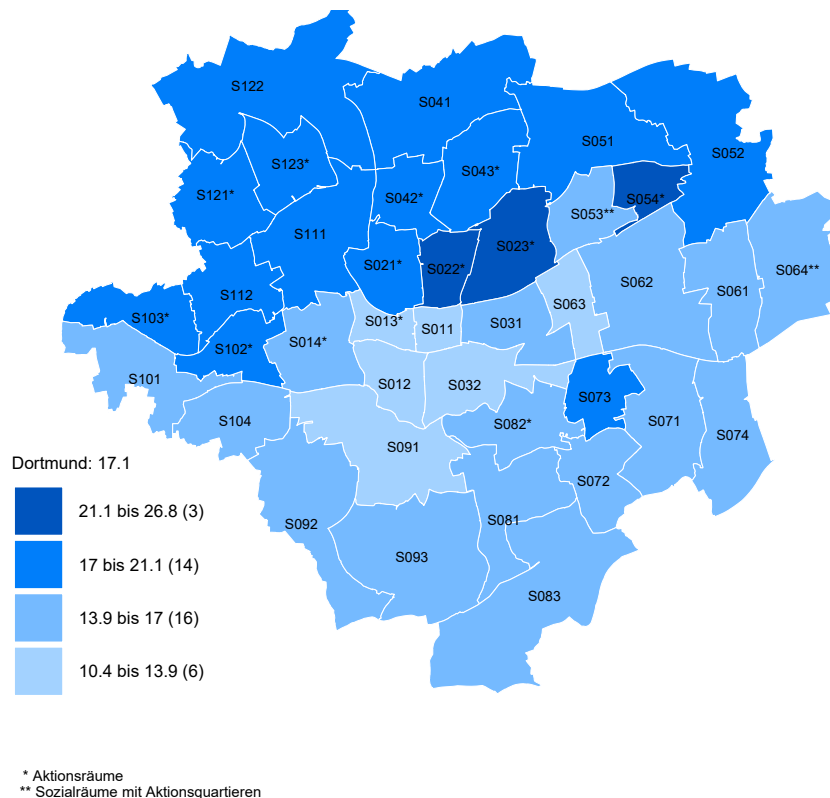 S122
S041
S051
S052
S123*
S043*
S121*
S042*
S054*
S053**
S111
S023*
S021*
S022*
S064**
S062
S061
S112
S063
S103*
S013*
S031
S011
S014*
S102*
S101
S012
S032
S073
S104
S082*
S071
S074
S091
S072
S092
S081
S093
S083
Dortmund: 17.1
21.1 bis 26.8 (3)
17 bis 21.1 (14)
13.9 bis 17 (16)
10.4 bis 13.9 (6)
* Aktionsräume
** Sozialräume mit Aktionsquartieren